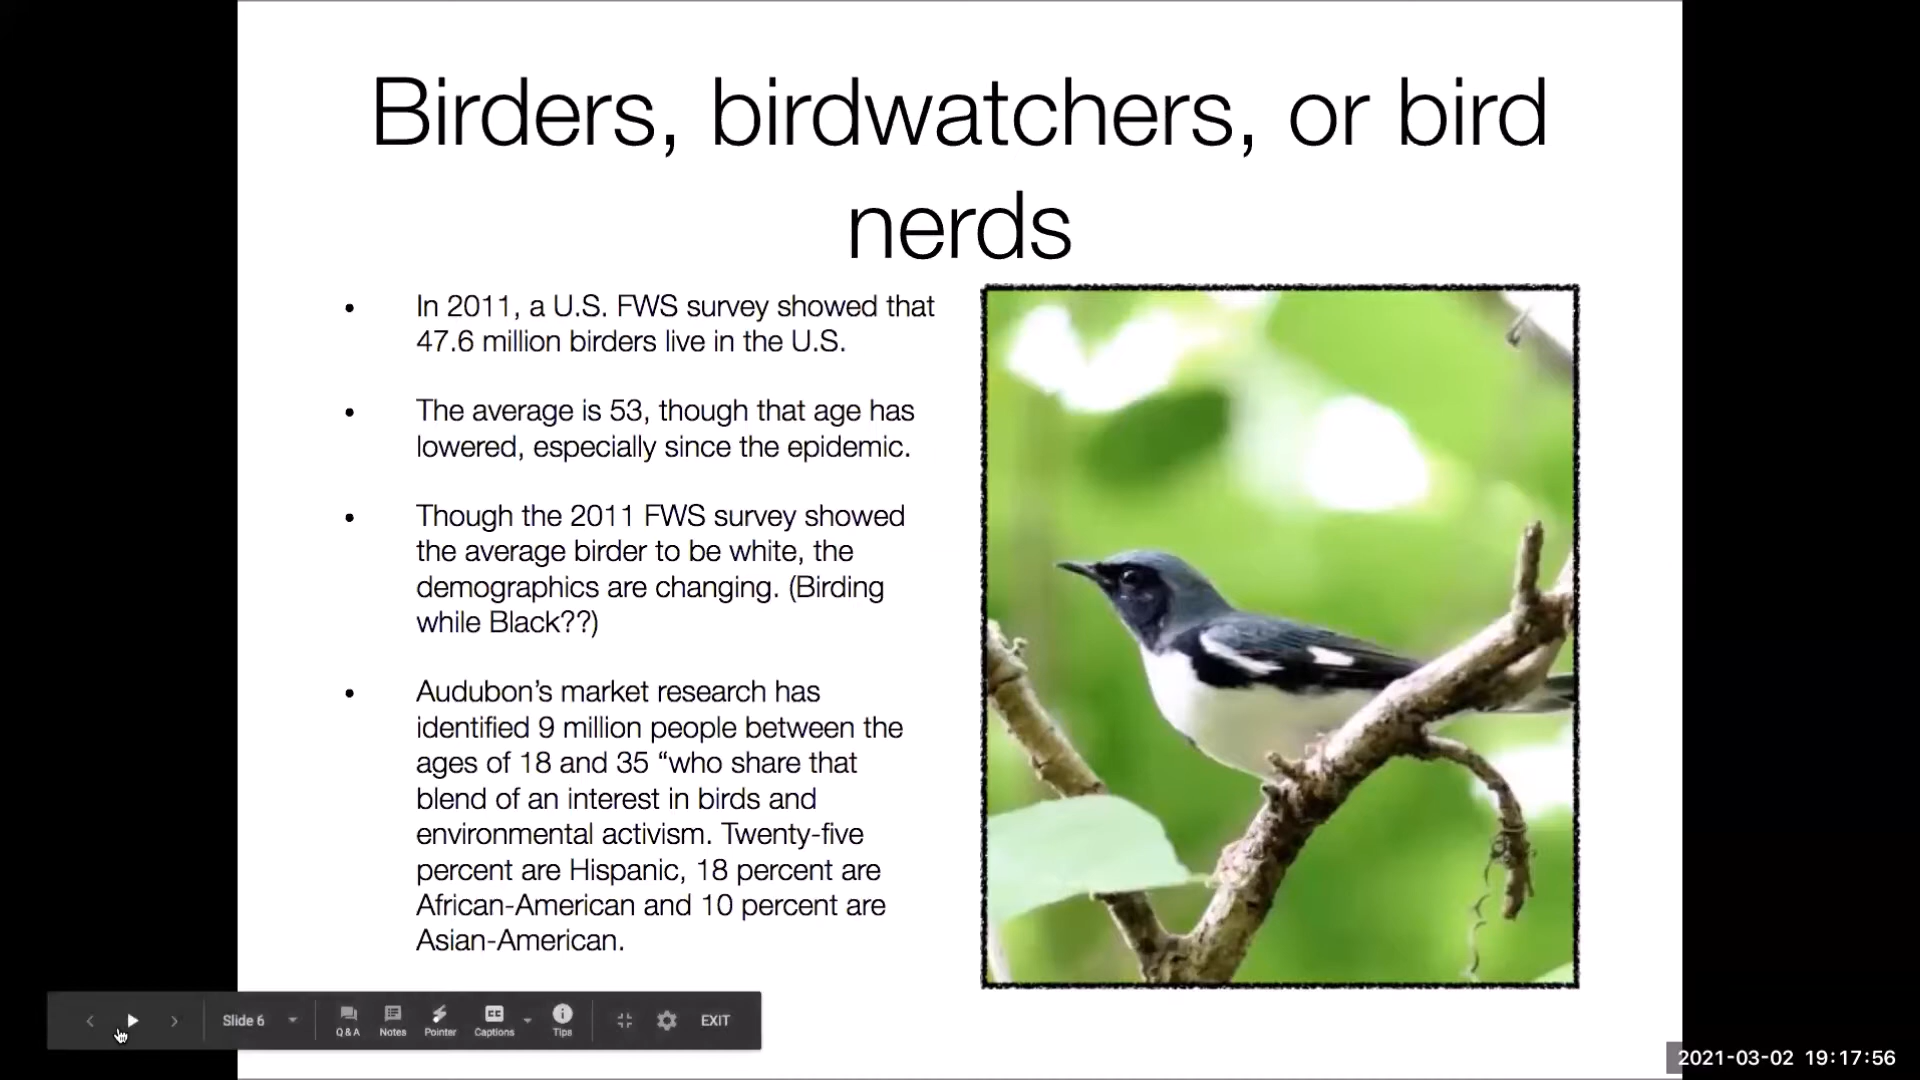 Birders, birdwatchers, or bird
nerds
• In 2011, a U.S. FWS survey showed that
47.6 million birders live in the U.S.
• The average is 53, though that age has
lowered, especially since the epidemic.
• Though the 2011 FWS survey showed
the average birder to be white, the
demographics are changing. (Birding
while Black??)
• Audubon’s market research has
identified 9 million people between the
ages of 18 and 35 “who share that
blend of an interest in birds and
environmental activism. Twenty-five
percent are Hispanic, 18 percent are
African-American and 10 percent are
Asian-American.
Slide 6
Q & A
Notes
Pointer
CC
Captions
Tips
EXIT
2021-03-02 19:17:56